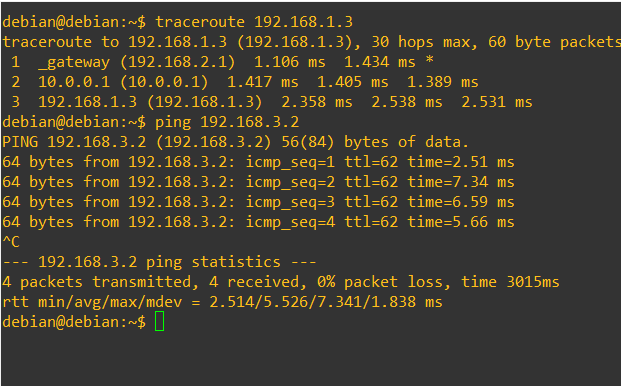 debian@debian:~$ traceroute 192.168.1.3
traceroute to 192.168.1.3 (192.168.1.3), 30 hops max, 60 byte packets
 1  _gateway (192.168.2.1)  1.106 ms  1.434 ms *
 2  10.0.0.1 (10.0.0.1)  1.417 ms  1.405 ms  1.389 ms
 3  192.168.1.3 (192.168.1.3)  2.358 ms  2.538 ms  2.531 ms
debian@debian:~$ ping 192.168.3.2
PING 192.168.3.2 (192.168.3.2) 56(84) bytes of data.
64 bytes from 192.168.3.2: icmp_seq=1 ttl=62 time=2.51 ms
64 bytes from 192.168.3.2: icmp_seq=2 ttl=62 time=7.34 ms
64 bytes from 192.168.3.2: icmp_seq=3 ttl=62 time=6.59 ms
64 bytes from 192.168.3.2: icmp_seq=4 ttl=62 time=5.66 ms
^C
--- 192.168.3.2 ping statistics ---
4 packets transmitted, 4 received, 0% packet loss, time 3015ms
rtt min/avg/max/mdev = 2.514/5.526/7.341/1.838 ms
debian@debian:~$